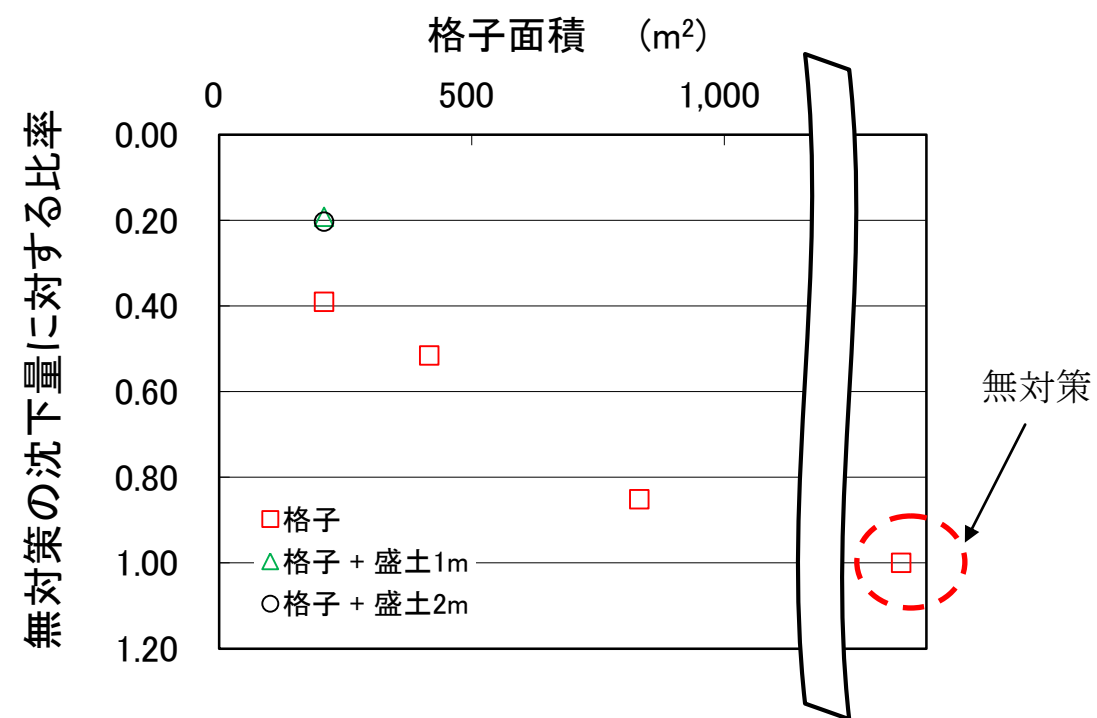 格子面積 （m²）
0 500 1,000
無対策の沈下量に対する比率
0.00
0.20
0.40
0.60
0.80
1.00
1.20
無対策
格子
格子 + 盛土1m
格子 + 盛土2m